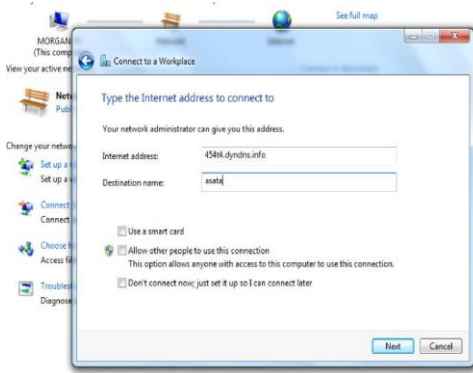 See full map
MORGAN
(This comp
View your active ne
Net
Publ
Change your netwo
Set up a
Set up a
Connect
Connect
Choose h
Access fil
Troubles
Diagnose
Connect to a Workplace
Type the Internet address to connect to
Your network administrator can give you this address.
Internet address: 454t4.dyndns.info
Destination name: asata
Use a smart card
Allow other people to use this connection
This option allows anyone with access to this computer to use this connection.
Don't connect now; just set it up so I can connect later
Next Cancel